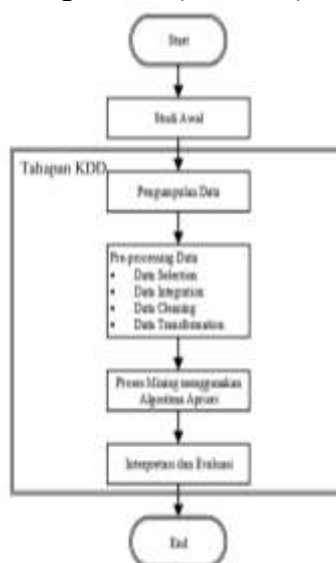 Start
Studi Awal
Tahapan KDD
Pengumpulan Data
Pre-processing Data
• Data Selection
• Data Integration
• Data Cleaning
• Data Transformation
Proses Mining menggunakan
Algoritma Apriori
Interpretasi dan Evaluasi
End